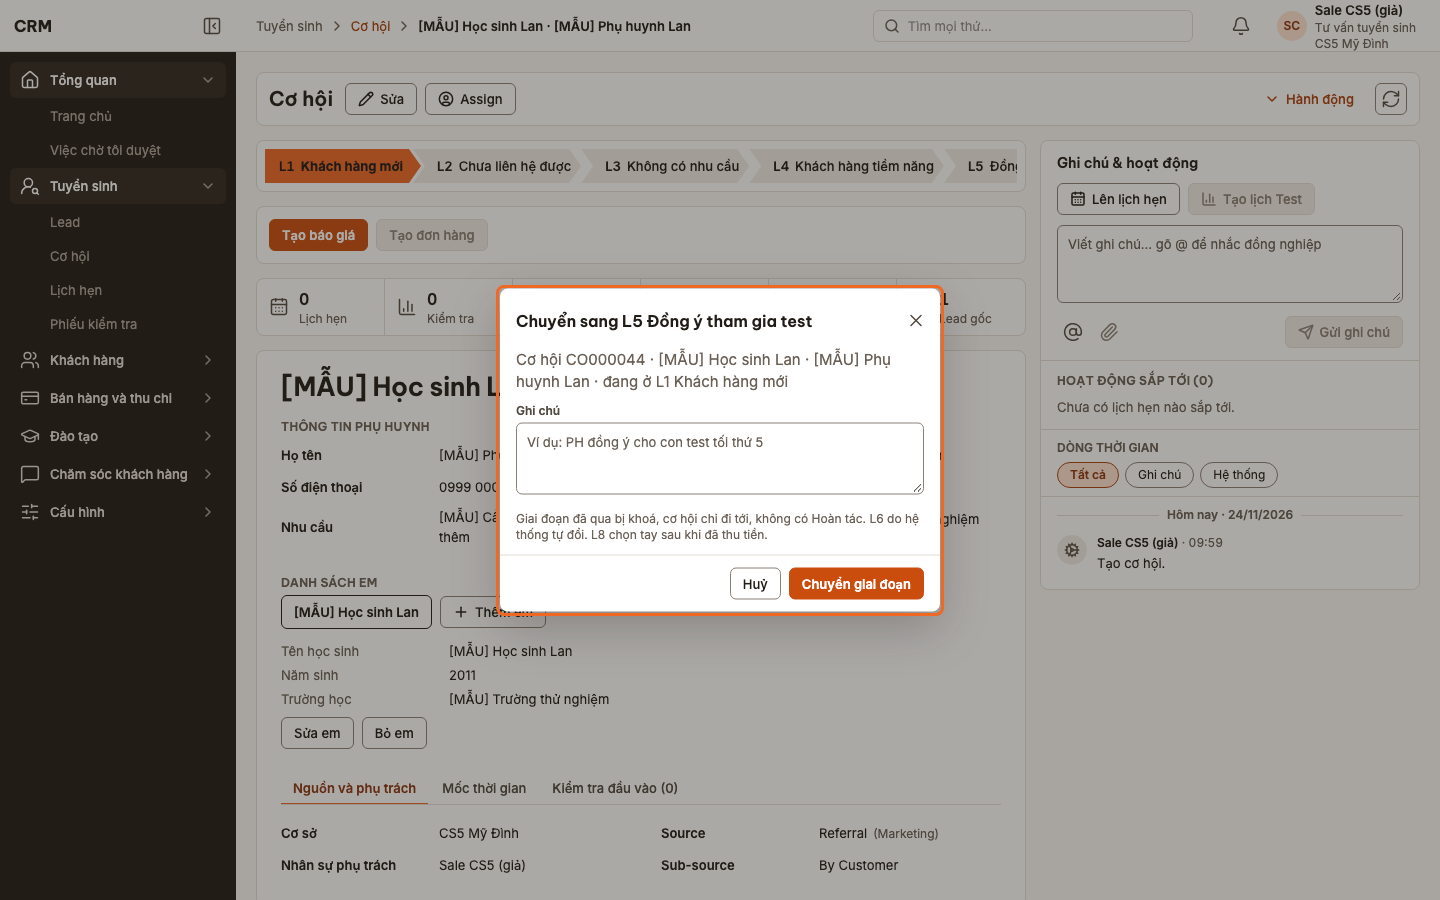 CRM
Tuyển sinh > Cơ hội > [MẪU] Học sinh Lan · [MẪU] Phụ huynh Lan
Tìm mọi thứ...
SC
Sale CS5 (giả)
Tư vấn tuyển sinh
CS5 Mỹ Đình
Tổng quan
Trang chủ
Việc chờ tôi duyệt
Tuyển sinh
Lead
Cơ hội
Lịch hẹn
Phiếu kiểm tra
Khách hàng
Bán hàng và thu chi
Đào tạo
Chăm sóc khách hàng
Cấu hình
Cơ hội
Sửa
Assign
Hành động
L1 Khách hàng mới
L2 Chưa liên hệ được
L3 Không có nhu cầu
L4 Khách hàng tiềm năng
L5 Đồng
Tạo báo giá
Tạo đơn hàng
0
Lịch hẹn
0
Kiểm tra
1
Lead gốc
[MẪU] Học sinh L
THÔNG TIN PHỤ HUYNH
Họ tên
[MẪU] Ph
Số điện thoại
0999 000
Nhu cầu
[MẪU] Cầ
nghiệm
thêm
DANH SÁCH EM
[MẪU] Học sinh Lan
Thêm em
Tên học sinh
[MẪU] Học sinh Lan
Năm sinh
2011
Trường học
[MẪU] Trường thử nghiệm
Sửa em
Bỏ em
Nguồn và phụ trách
Mốc thời gian
Kiểm tra đầu vào (0)
Cơ sở
CS5 Mỹ Đình
Source
Referral (Marketing)
Nhân sự phụ trách
Sale CS5 (giả)
Sub-source
By Customer
Chuyển sang L5 Đồng ý tham gia test
Cơ hội CO000044 · [MẪU] Học sinh Lan · [MẪU] Phụ
huynh Lan · đang ở L1 Khách hàng mới
Ghi chú
Ví dụ: PH đồng ý cho con test tối thứ 5
Giai đoạn đã qua bị khoá, cơ hội chỉ đi tới, không có Hoàn tác. L6 do hệ
thống tự đổi. L8 chọn tay sau khi đã thu tiền.
Huỷ
Chuyển giai đoạn
Ghi chú & hoạt động
Lên lịch hẹn
Tạo lịch Test
Viết ghi chú... gõ @ để nhắc đồng nghiệp
Gửi ghi chú
HOẠT ĐỘNG SẮP TỚI (0)
Chưa có lịch hẹn nào sắp tới.
DÒNG THỜI GIAN
Tất cả
Ghi chú
Hệ thống
Hôm nay · 24/11/2026
Sale CS5 (giả) · 09:59
Tạo cơ hội.